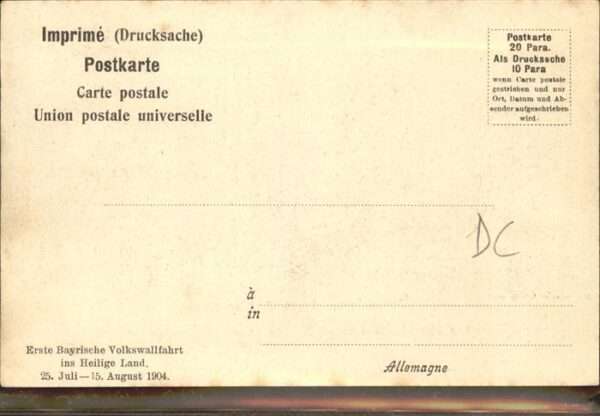 Imprimé (Drucksache)
Postkarte
Carte postale
Union postale universelle
Postkarte
20 Para.
Als Drucksache
10 Para
wenn Carte postale
gestrichen und nur
Ort, Datum und Ab-
sender aufgeschrieben
wird.
DC
à
in
Allemagne
Erste Bayrische Volkswallfahrt
ins Heilige Land.
25. Juli—15. August 1904.